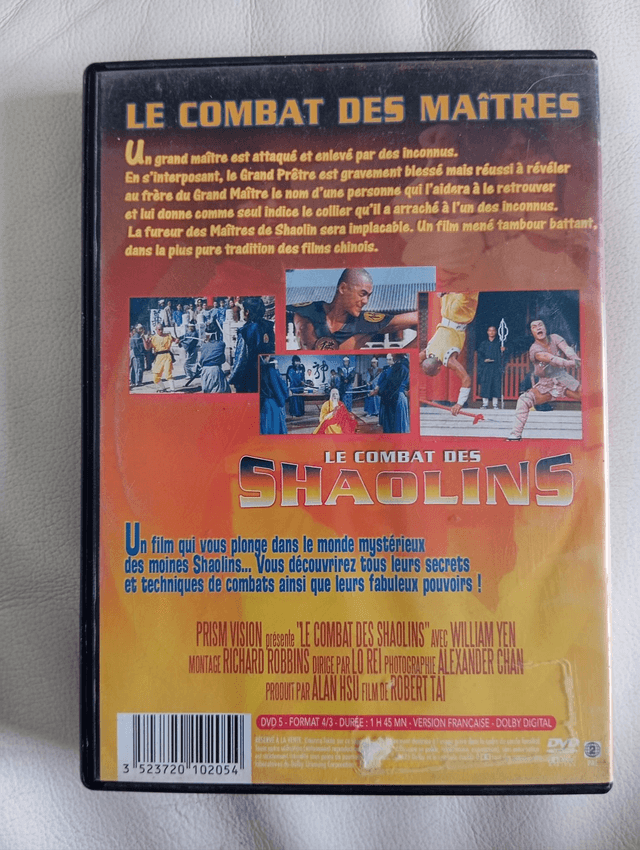 LE COMBAT DES MAîTRES
Un grand maître est attaqué et enlevé par des inconnus.
En s'interposant, le Grand Prêtre est gravement blessé mais réussi à révéler
au frère du Grand Maître le nom d'une personne qui l'aidera à le retrouver
et lui donne comme seul indice le collier qu'il a arraché à l'un des inconnus.
La fureur des Maîtres de Shaolin sera implacable. Un film mené tambour battant,
dans la plus pure tradition des films chinois.
LE COMBAT DES
SHAOLINS
Un film qui vous plonge dans le monde mystérieux
des moines Shaolins... Vous découvrirez tous leurs secrets
et techniques de combats ainsi que leurs fabuleux pouvoirs !
PRISM VISION présente "LE COMBAT DES SHAOLINS" AVEC WILLIAM YEN
MONTAGE RICHARD ROBBINS DIRIGE PAR LO REI PHOTOGRAPHIE ALEXANDER CHAN
PRODUIT PAR ALAN HSU FILM DE ROBERT TAI
DVD 5 - FORMAT 4/3 - DURÉE : 1 H 45 MN - VERSION FRANCAISE - DOLBY DIGITAL
RÉSERVÉ A LA VENTE.
DVD
2
3 523720 102054